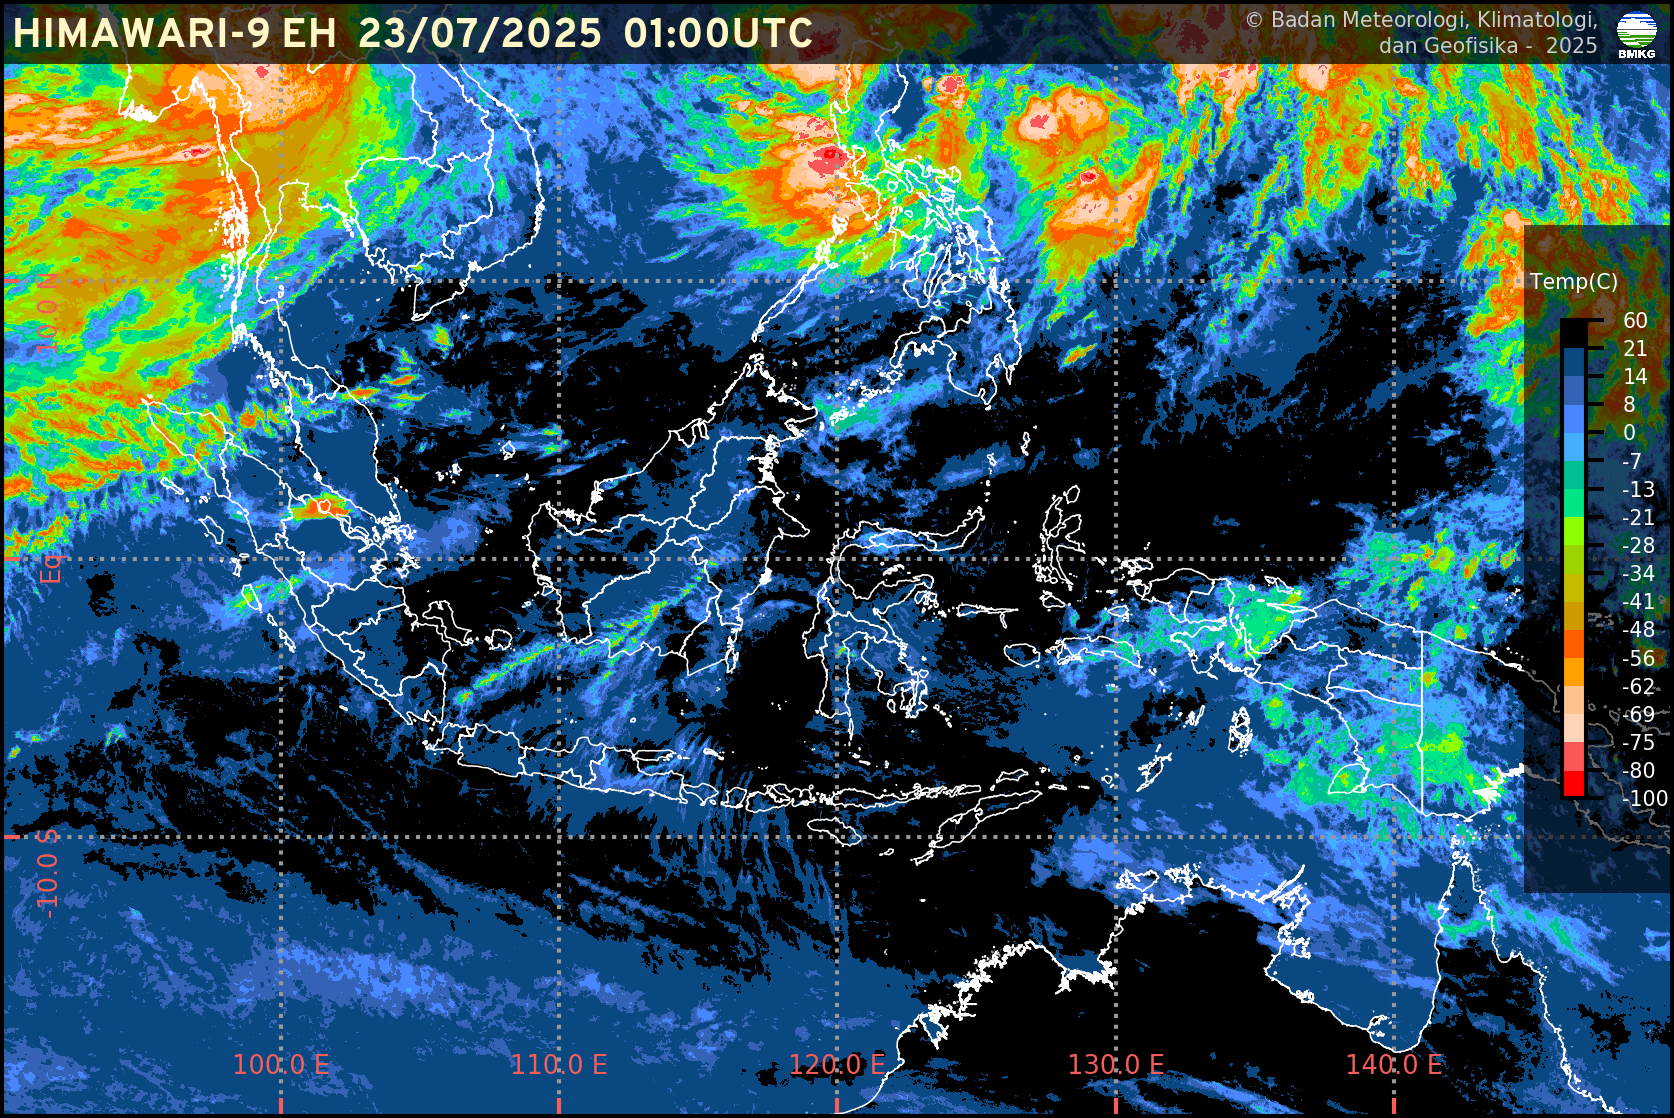 HIMAWARI-9 EH 23/07/2025 01:00UTC
© Badan Meteorologi, Klimatologi,
dan Geofisika - 2025
BMKG
10.0 N
Temp(C)
60
21
14
8
0
-7
-13
-21
-28
-34
-41
-48
-56
-62
-69
-75
-80
-100
Eq
-10.0 S
100.0 E
110.0 E
120.0 E
130.0 E
140.0 E